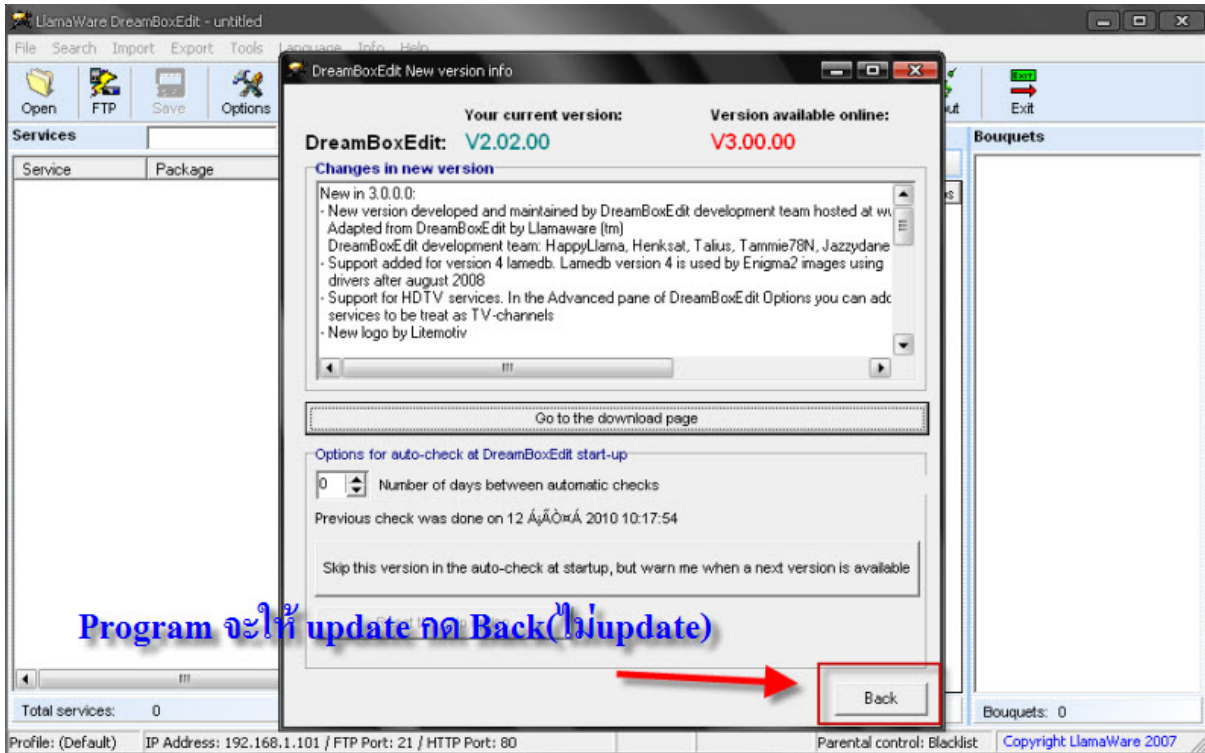 LlamaWare DreamBoxEdit - untitled
File Search Import Export Tools Language Info Help
Open FTP Save Options Exit
Services
Bouquets
Service Package
DreamBoxEdit New version info
Your current version: Version available online:
DreamBoxEdit: V2.02.00 V3.00.00
Changes in new version
New in 3.0.0.0:
- New version developed and maintained by DreamBoxEdit development team hosted at
Adapted from DreamBoxEdit by Llamaware (tm)
DreamBoxEdit development team: HappyLlama, Henksat, Talius, Tammie78N, Jazzydane
- Support added for version 4 lamedb. Lamedb version 4 is used by Enigma2 images using
drivers after august 2008
- Support for HDTV services. In the Advanced pane of DreamBoxEdit Options you can add
services to be treat as TV-channels
- New logo by Litemotiv
Go to the download page
Options for auto-check at DreamBoxEdit start-up
0 Number of days between automatic checks
Previous check was done on 12 Á¡ÃÒ¤Á 2010 10:17:54
Skip this version in the auto-check at startup, but warn me when a next version is available
Program จะให้ update กด Back(ไม่update)
Back
Total services: 0
Bouquets: 0
Profile: (Default) IP Address: 192.168.1.101 / FTP Port: 21 / HTTP Port: 80 Parental control: Blacklist Copyright LlamaWare 2007